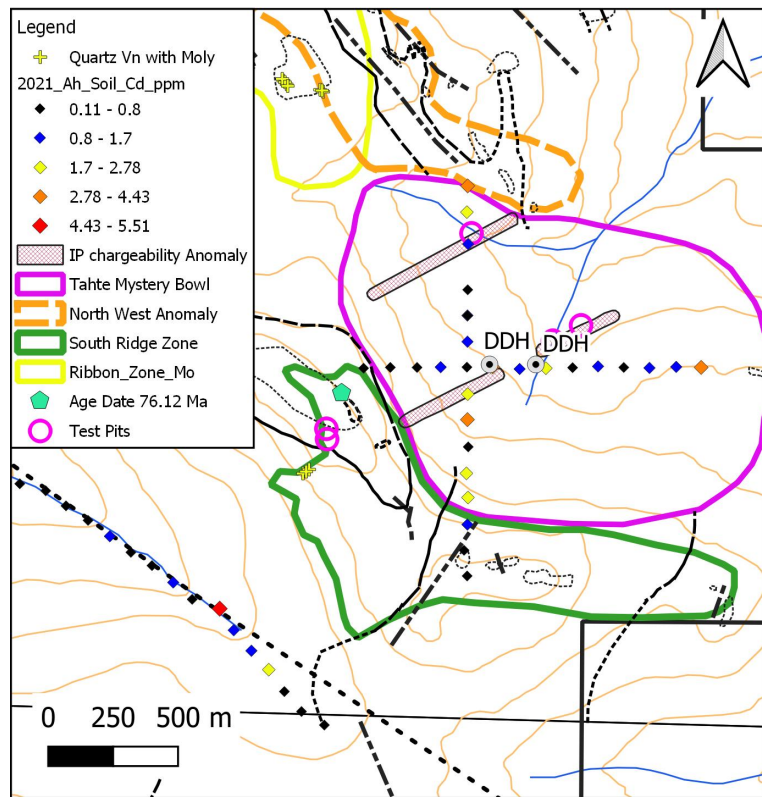 Legend
Quartz Vn with Moly
2021_Ah_Soil_Cd_ppm
0.11 - 0.8
0.8 - 1.7
1.7 - 2.78
2.78 - 4.43
4.43 - 5.51
IP chargeability Anomaly
Tahte Mystery Bowl
North West Anomaly
South Ridge Zone
Ribbon_Zone_Mo
Age Date 76.12 Ma
Test Pits
DDH DDH
0 250 500 m